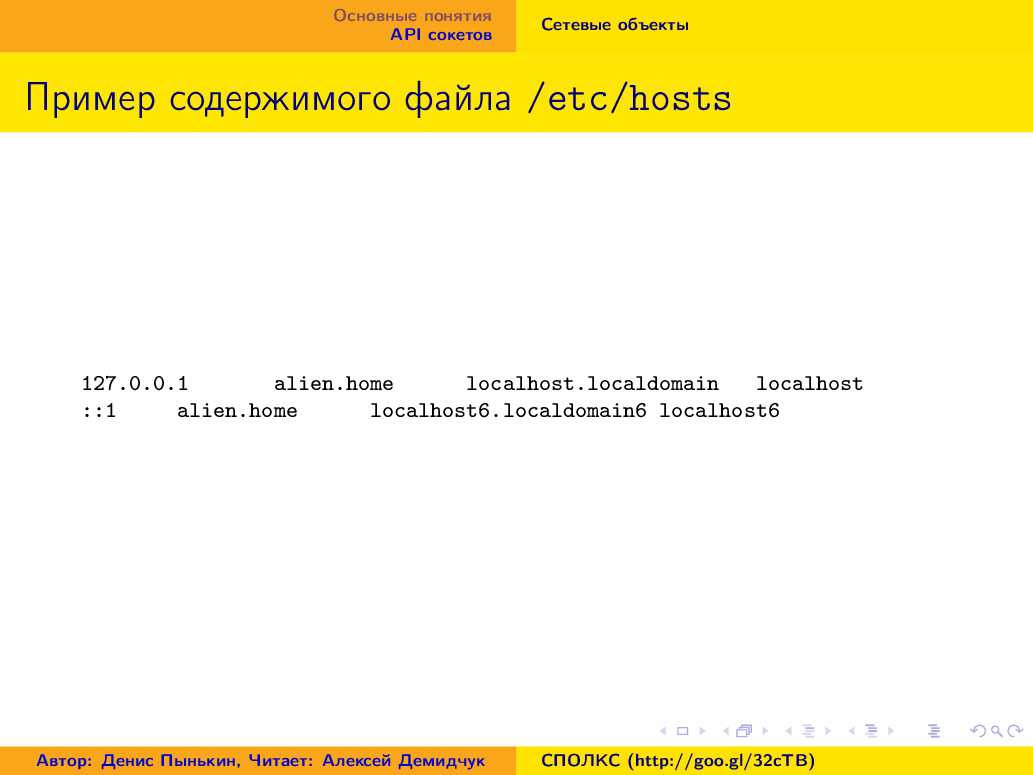 Основные понятия
API сокетов
Сетевые объекты
Пример содержимого файла /etc/hosts
127.0.0.1       alien.home      localhost.localdomain   localhost
::1     alien.home      localhost6.localdomain6 localhost6
Автор: Денис Пынькин, Читает: Алексей Демидчук
СПОЛКС (http://goo.gl/32cTB)